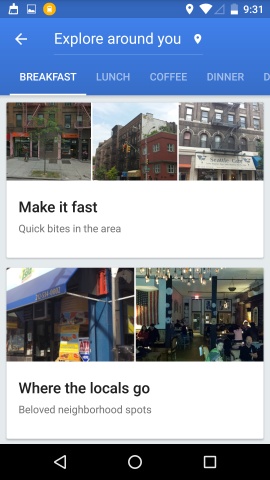 9:31
Explore around you
BREAKFAST LUNCH COFFEE DINNER D
Make it fast
Quick bites in the area
Where the locals go
Beloved neighborhood spots